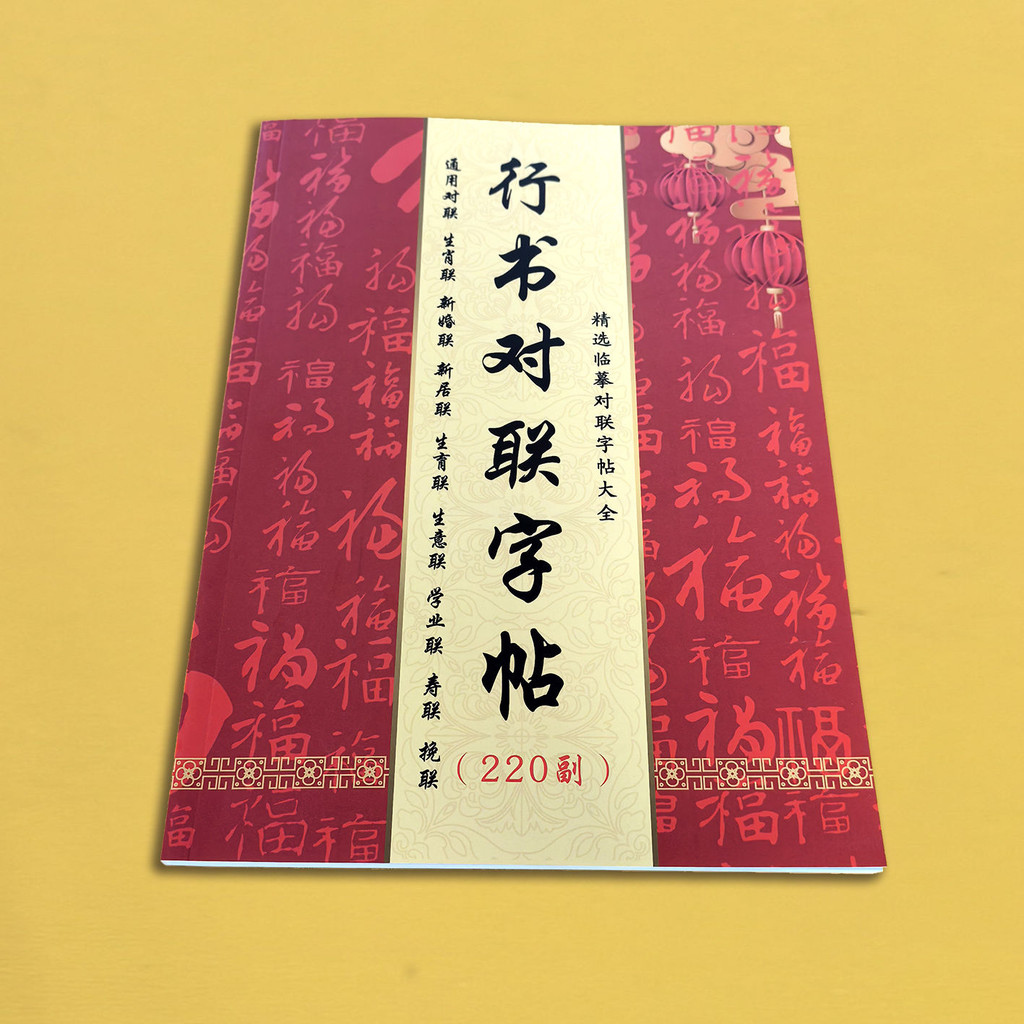 精选临摹对联字帖大全
行书对联字帖
（220副）
通用对联 生肖联 新婚联 新居联 生育联 生意联 学业联 寿联 挽联